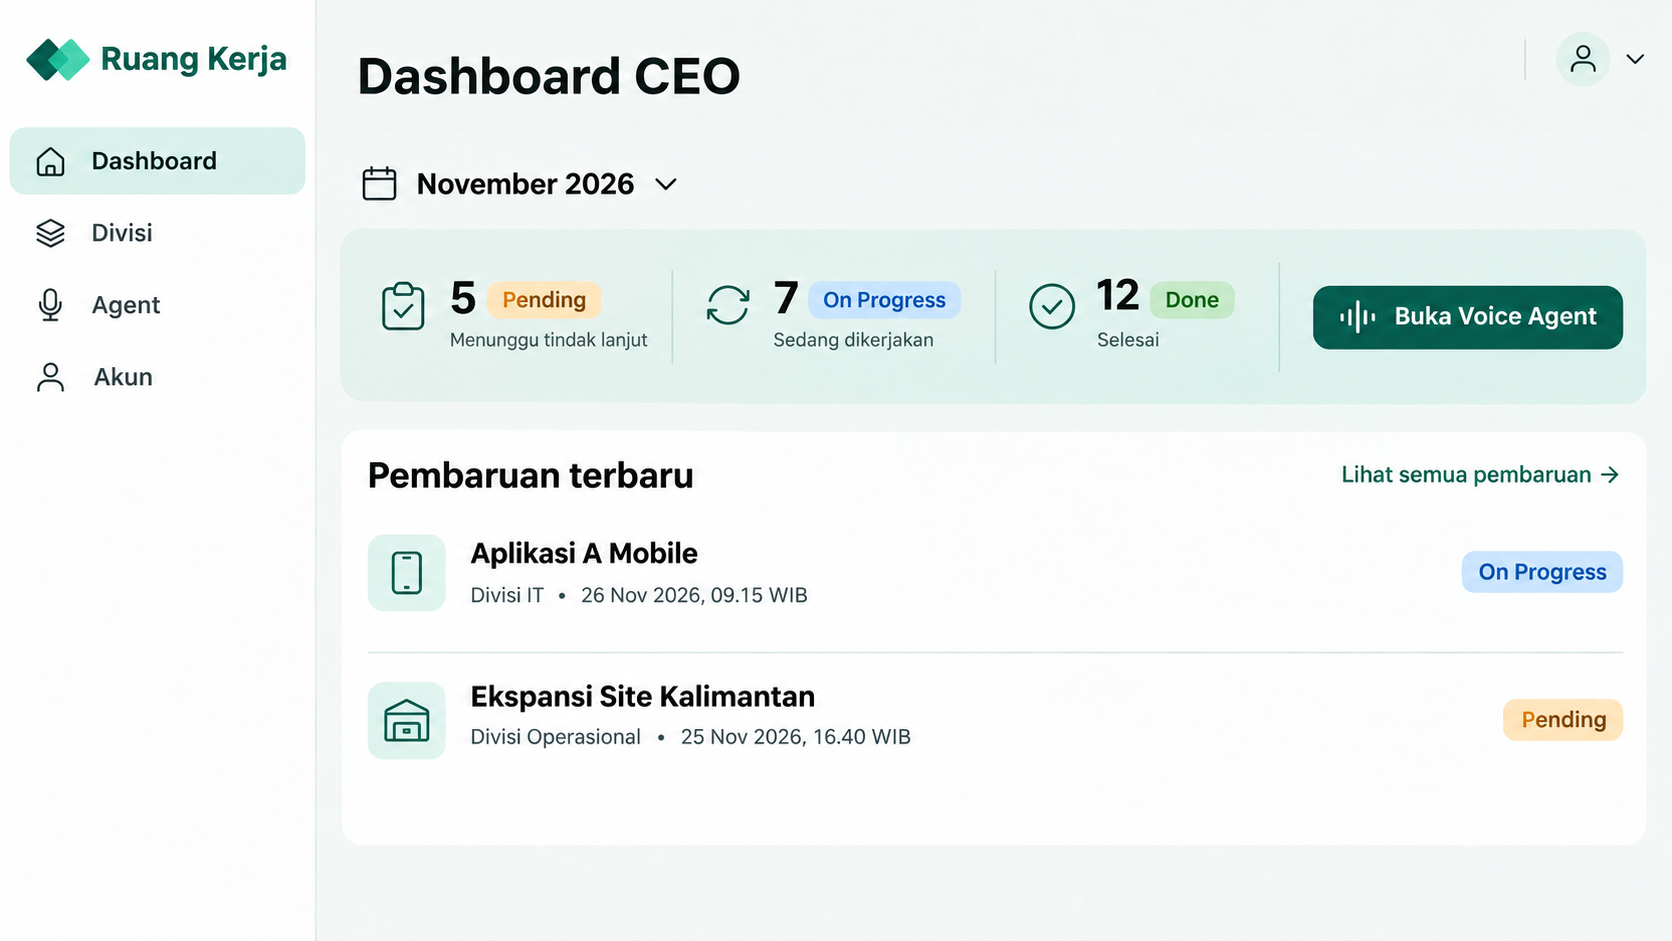 Ruang Kerja
Dashboard
Divisi
Agent
Akun
Dashboard CEO
November 2026
5 Pending
Menunggu tindak lanjut
7 On Progress
Sedang dikerjakan
12 Done
Selesai
Buka Voice Agent
Pembaruan terbaru
Lihat semua pembaruan →
Aplikasi A Mobile
Divisi IT • 26 Nov 2026, 09.15 WIB
On Progress
Ekspansi Site Kalimantan
Divisi Operasional • 25 Nov 2026, 16.40 WIB
Pending